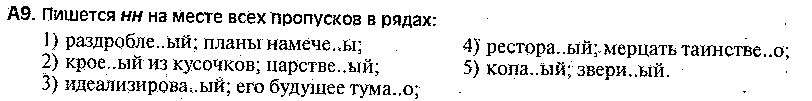 А9. Пишется нн на месте всех пропусков в рядах:
1) раздробле..ый; планы намече..ы;
2) крое..ый из кусочков; царстве..ый;
3) идеализирова..ый; его будущее тума..о;
4) рестора..ый; мерцать таинстве..о;
5) копа..ый; звери..ый.